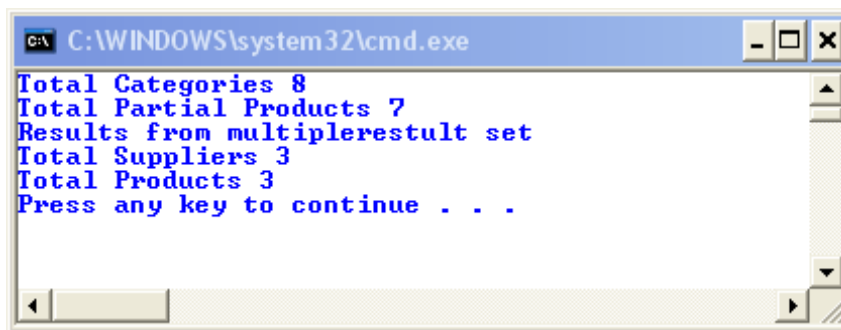 C:\WINDOWS\system32\cmd.exe
Total Categories 8
Total Partial Products 7
Results from multiplerestult set
Total Suppliers 3
Total Products 3
Press any key to continue . . .